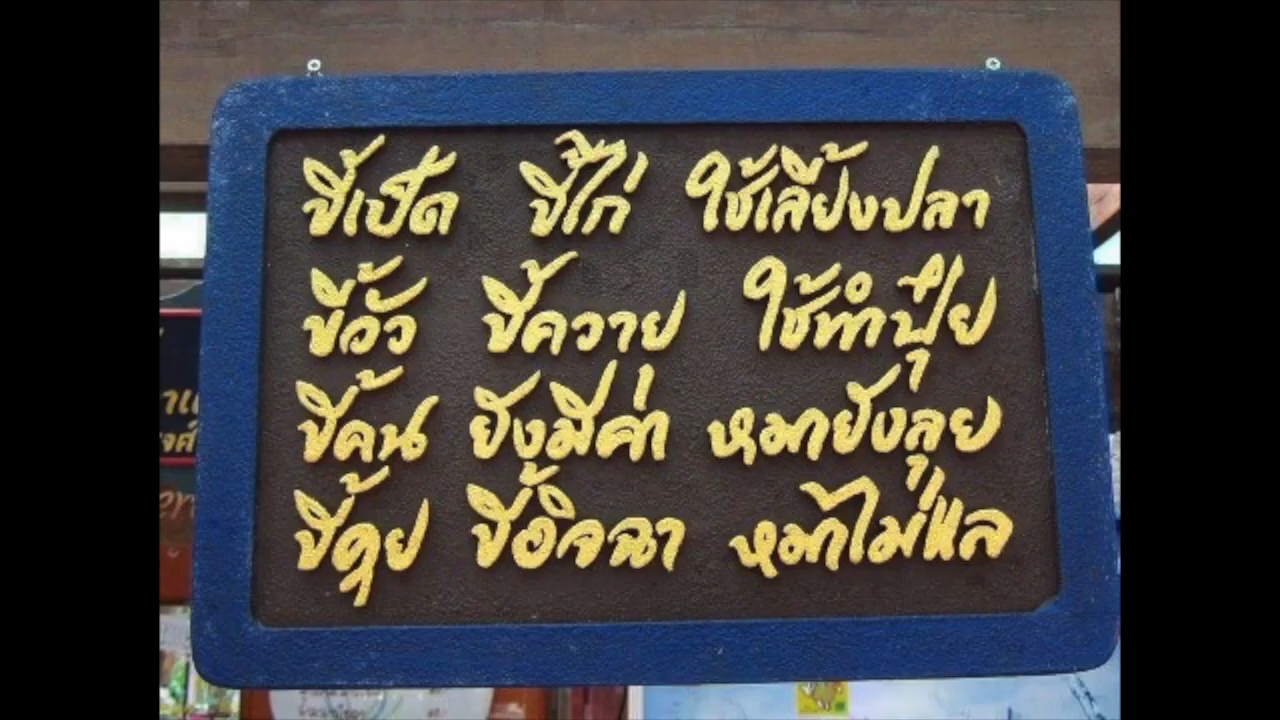 ขี้เป็ด ขี้ไก่ ใช้เลี้ยงปลา
ขี้วัว ขี้ควาย ใช้ทำปุ๋ย
ขี้คน ยังมีค่า หมายังลุย
ขี้คุย ขี้อิจฉา หมาไม่แล